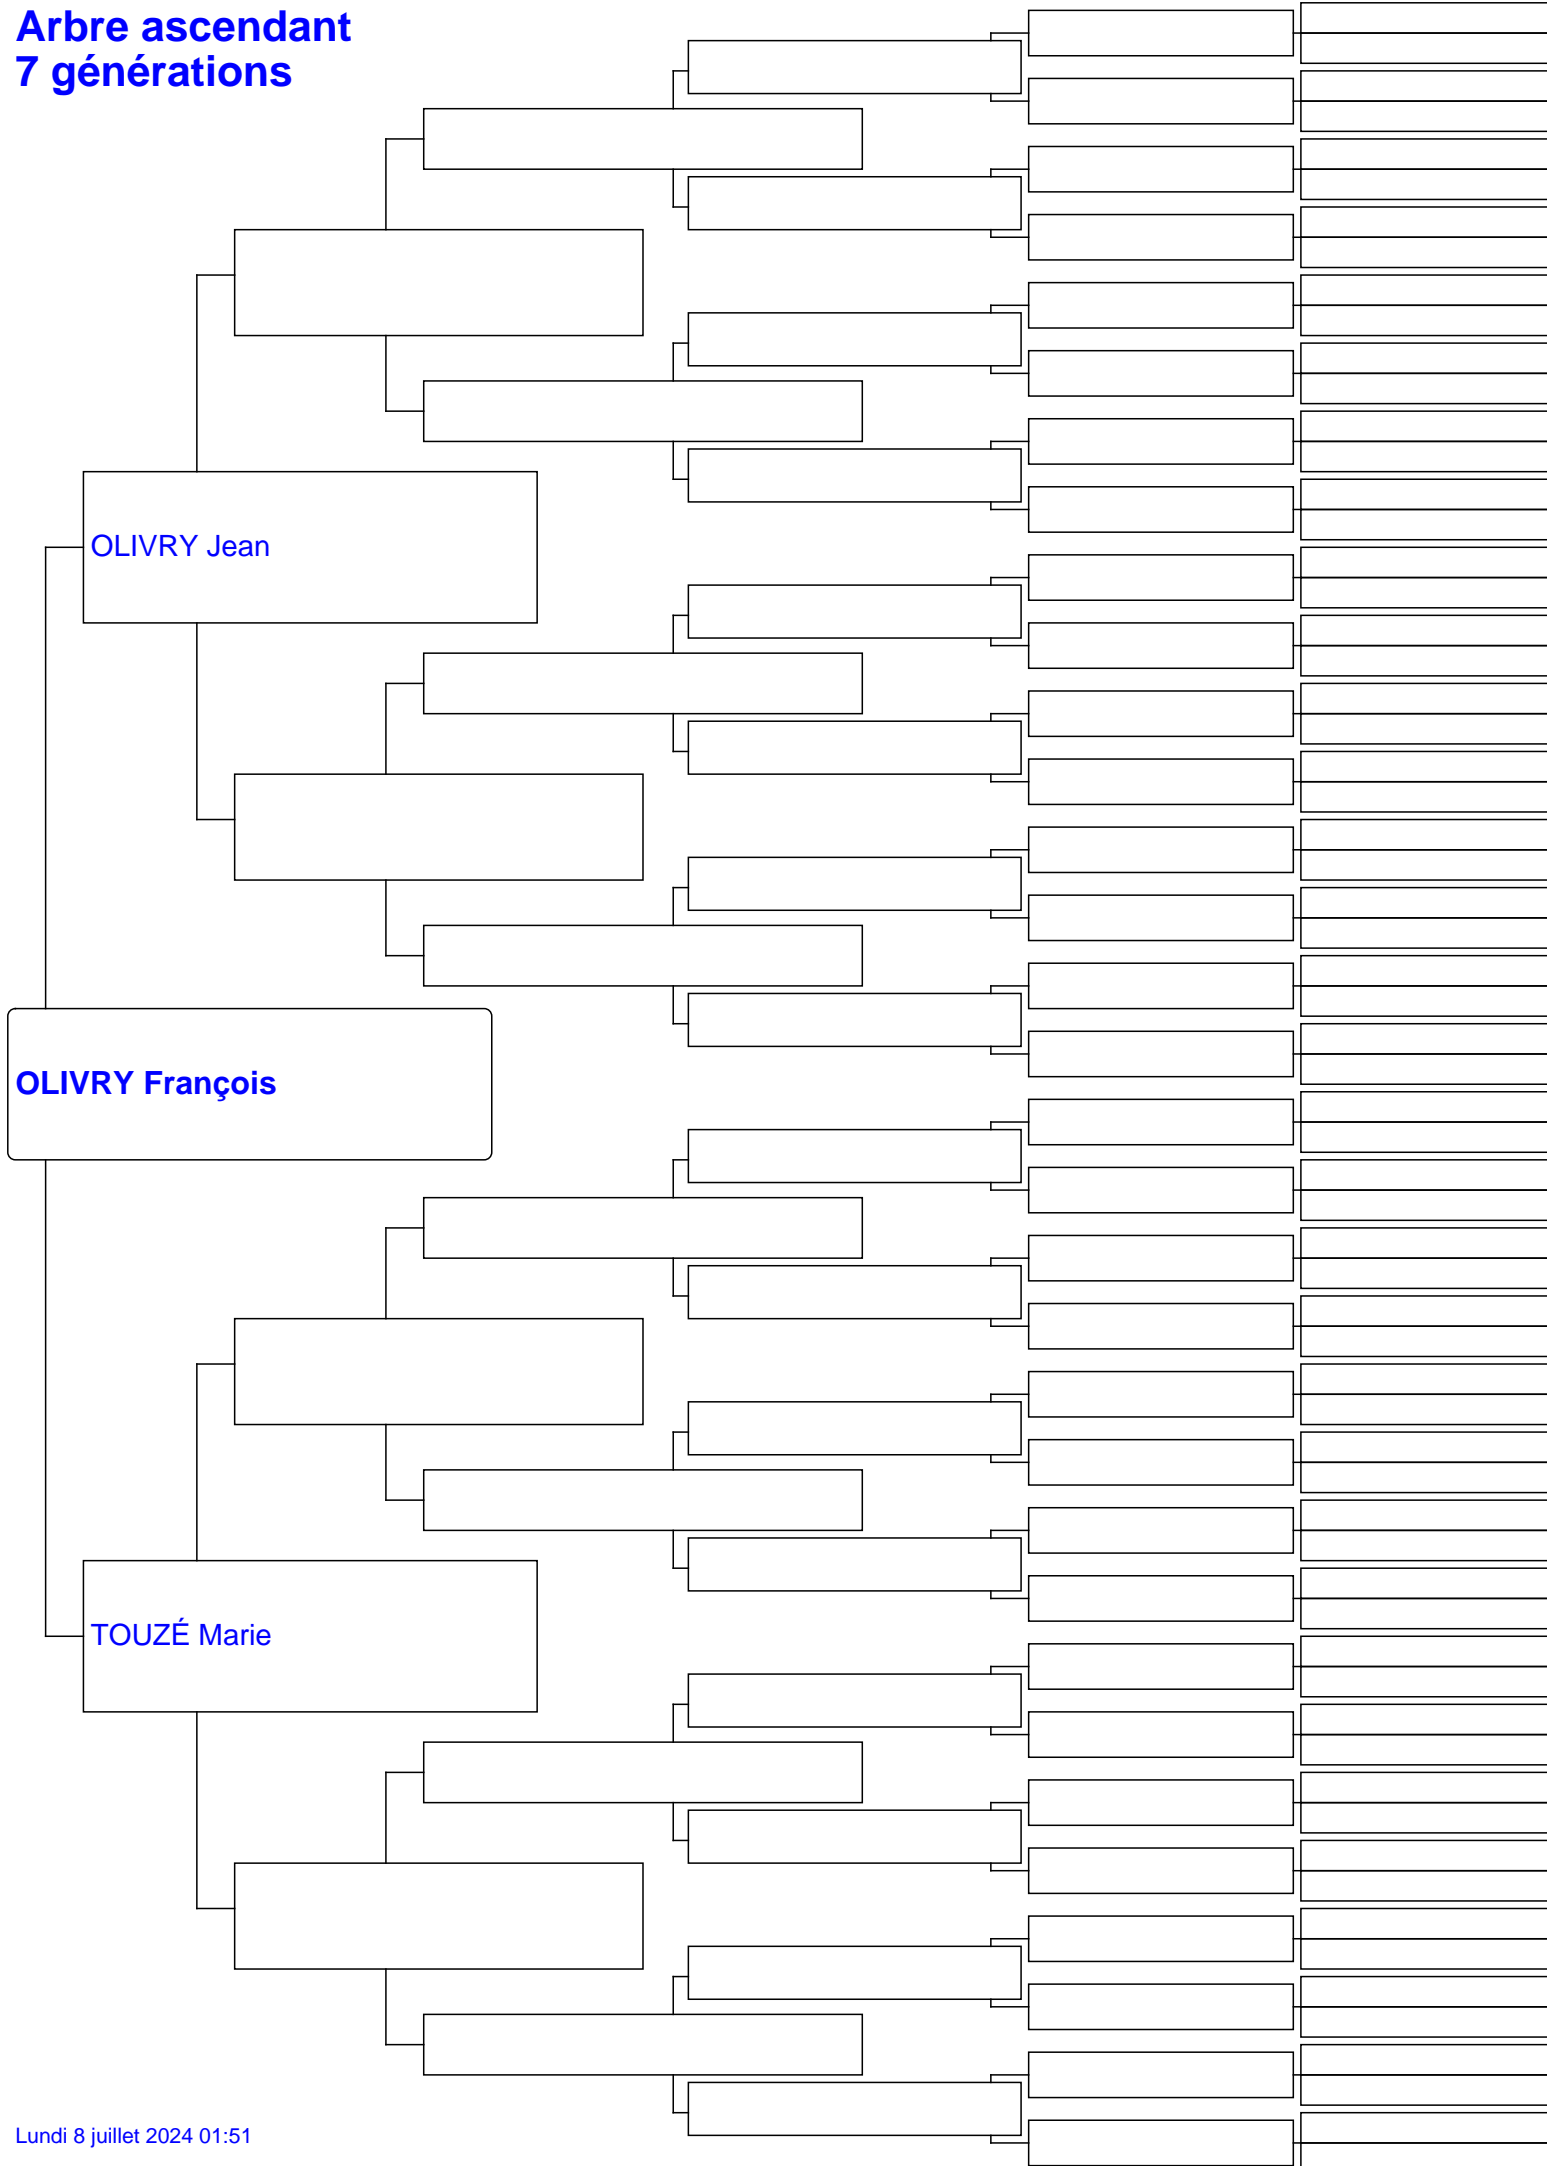 Arbre ascendant
7 générations
OLIVRY Jean
OLIVRY François
TOUZÉ Marie
Lundi 8 juillet 2024 01:51